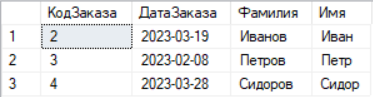 КодЗаказа ДатаЗаказа Фамилия Имя
1 2 2023-03-19 Иванов Иван
2 3 2023-02-08 Петров Петр
3 4 2023-03-28 Сидоров Сидор